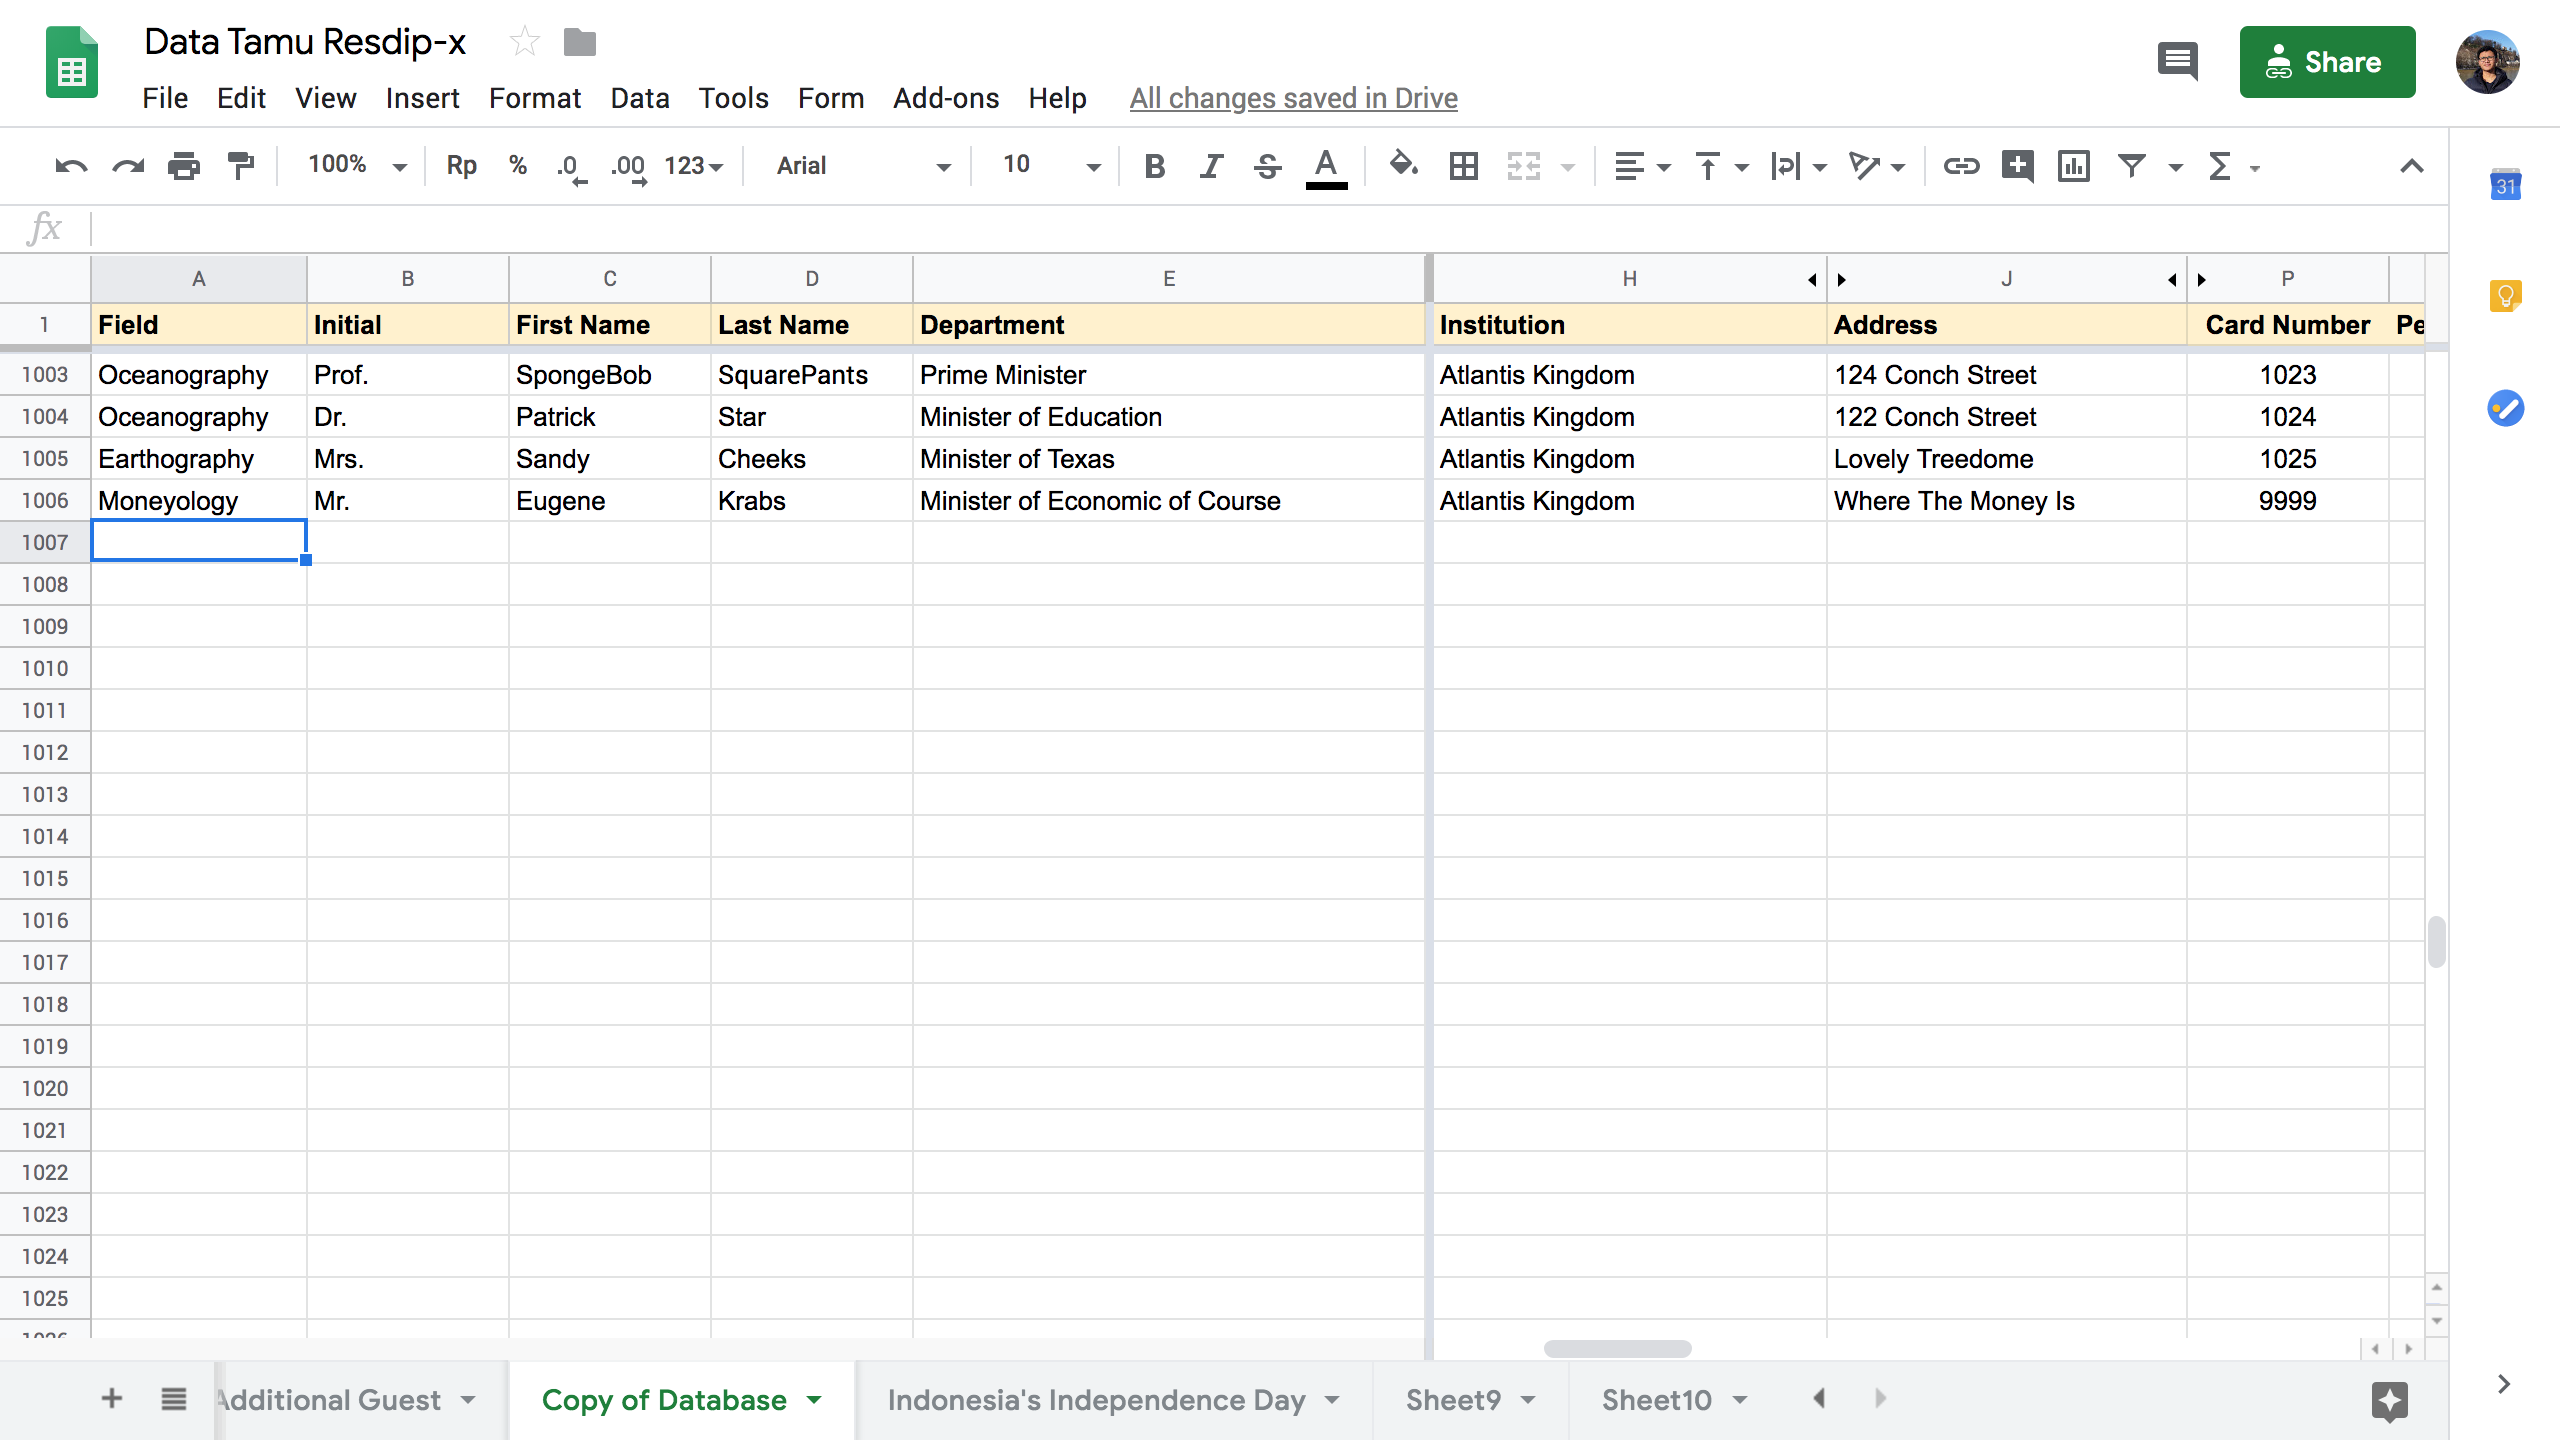 Data Tamu Resdip-x
File Edit View Insert Format Data Tools Form Add-ons Help All changes saved in Drive
Share
100% Rp % .0 .00 123 Arial 10 B I S A
31
fx
A B C D E H J P
1 Field Initial First Name Last Name Department Institution Address Card Number Pe
1003 Oceanography Prof. SpongeBob SquarePants Prime Minister Atlantis Kingdom 124 Conch Street 1023
1004 Oceanography Dr. Patrick Star Minister of Education Atlantis Kingdom 122 Conch Street 1024
1005 Earthography Mrs. Sandy Cheeks Minister of Texas Atlantis Kingdom Lovely Treedome 1025
1006 Moneyology Mr. Eugene Krabs Minister of Economic of Course Atlantis Kingdom Where The Money Is 9999
1007
1008
1009
1010
1011
1012
1013
1014
1015
1016
1017
1018
1019
1020
1021
1022
1023
1024
1025
1026
Additional Guest Copy of Database Indonesia's Independence Day Sheet9 Sheet10